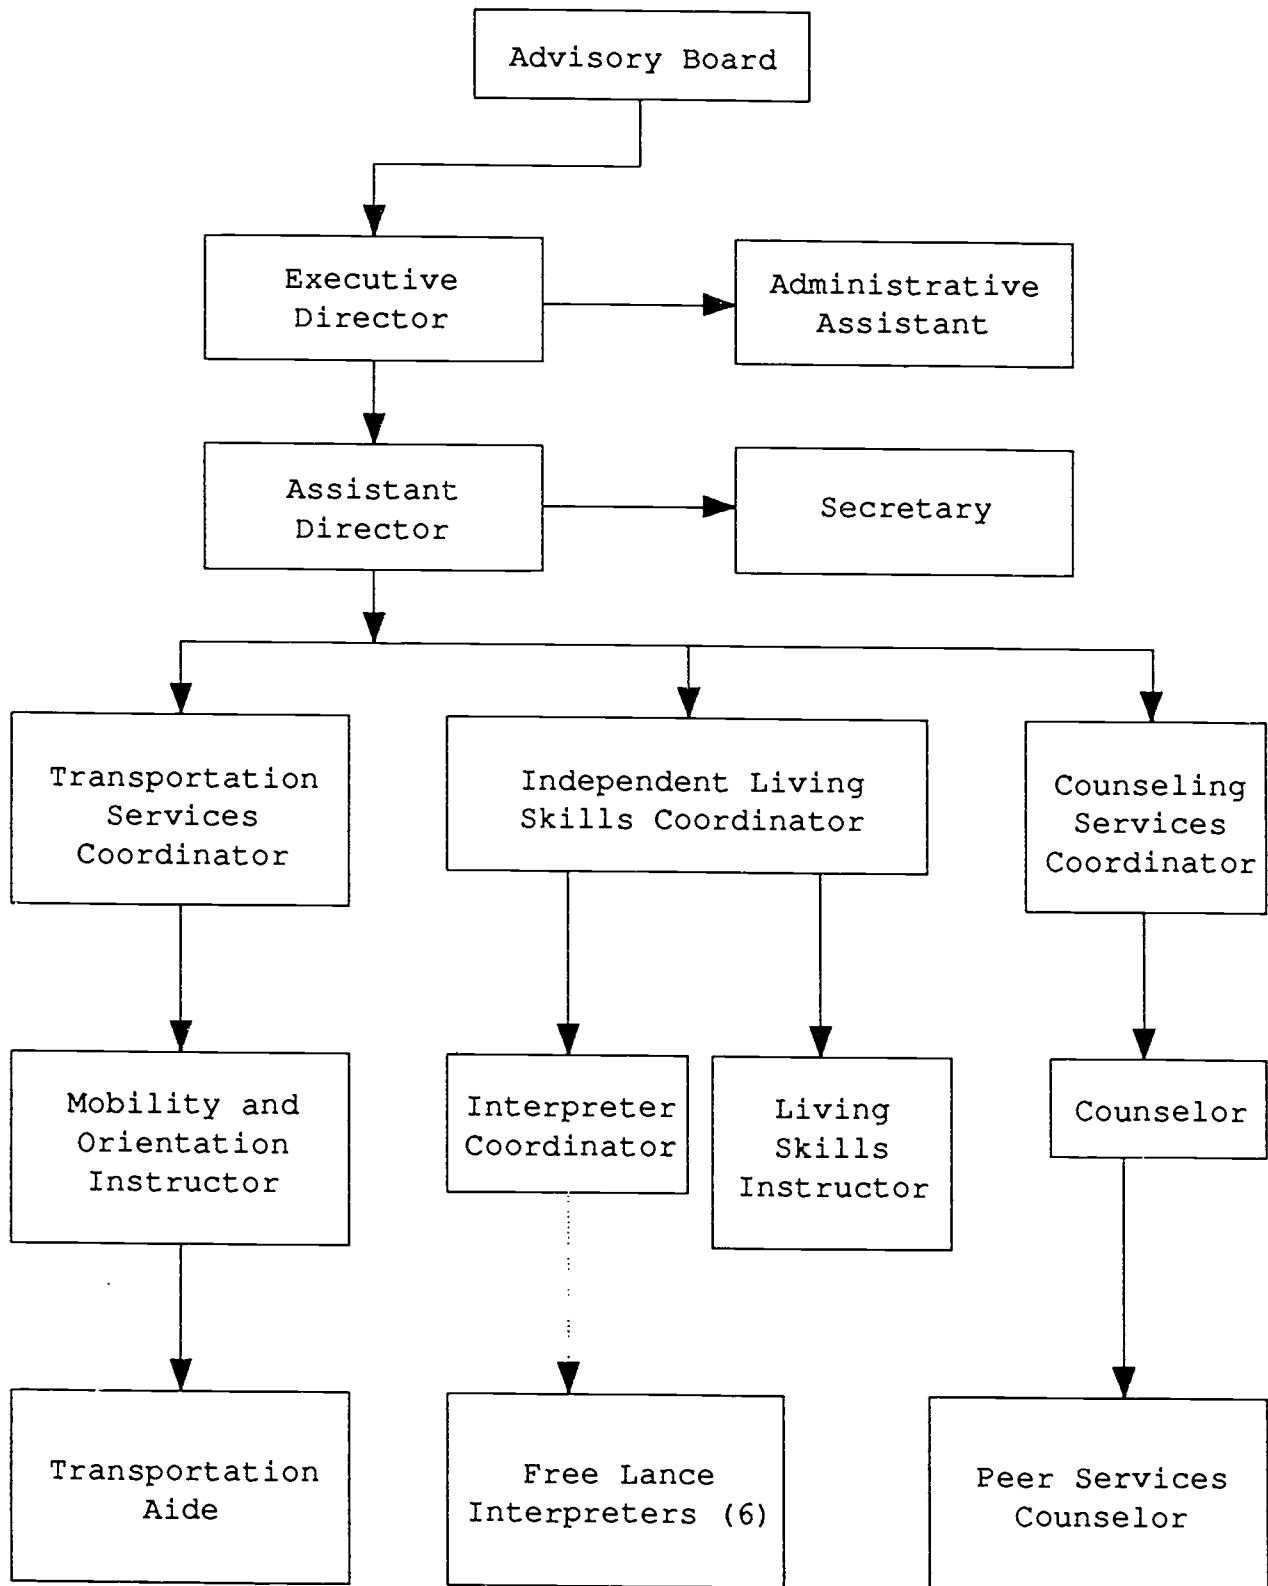 Advisory Board
Executive
Director
Administrative
Assistant
Assistant
Director
Secretary
Transportation
Services
Coordinator
Independent Living
Skills Coordinator
Counseling
Services
Coordinator
Mobility and
Orientation
Instructor
Interpreter
Coordinator
Living
Skills
Instructor
Counselor
Transportation
Aide
Free Lance
Interpreters (6)
Peer Services
Counselor